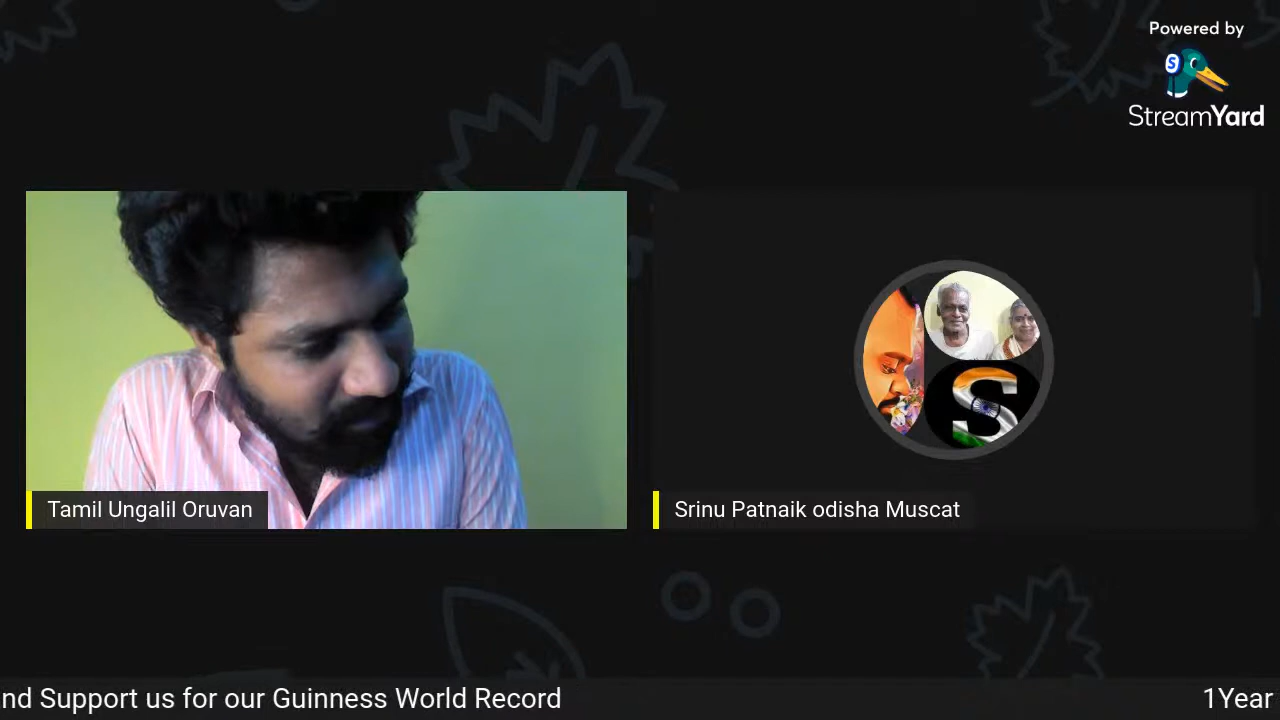 Powered by
S
StreamYard
S
Tamil Ungalil Oruvan
Srinu Patnaik odisha Muscat
nd Support us for our Guinness World Record
1Year